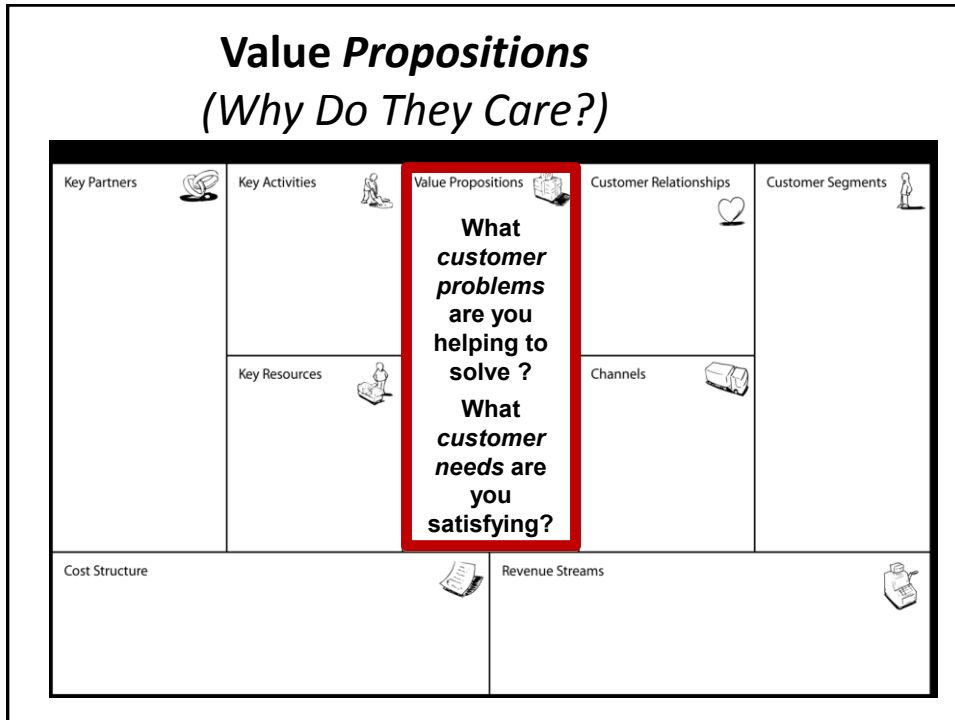 Value Propositions
(Why Do They Care?)
Key Partners
Key Activities
Value Propositions
Customer Relationships
Customer Segments
What
customer
problems
are you
helping to
solve ?
What
customer
needs are
you
satisfying?
Key Resources
Channels
Cost Structure
Revenue Streams